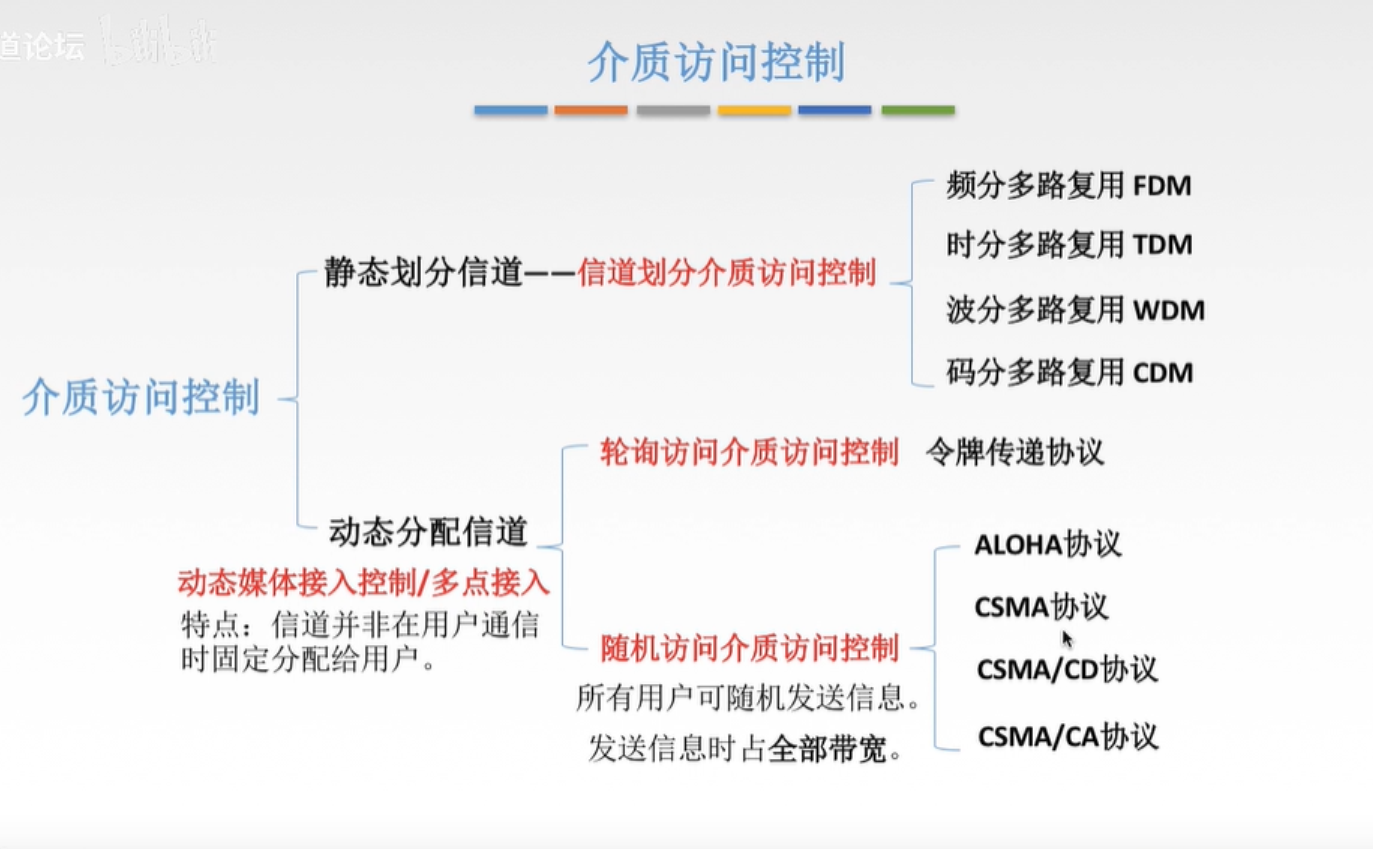 道论坛
介质访问控制
频分多路复用 FDM
时分多路复用 TDM
静态划分信道——信道划分介质访问控制
波分多路复用 WDM
码分多路复用 CDM
介质访问控制
轮询访问介质访问控制 令牌传递协议
动态分配信道
动态媒体接入控制/多点接入
特点：信道并非在用户通信
时固定分配给用户。
ALOHA协议
CSMA协议
随机访问介质访问控制
CSMA/CD协议
所有用户可随机发送信息。
发送信息时占全部带宽。
CSMA/CA协议